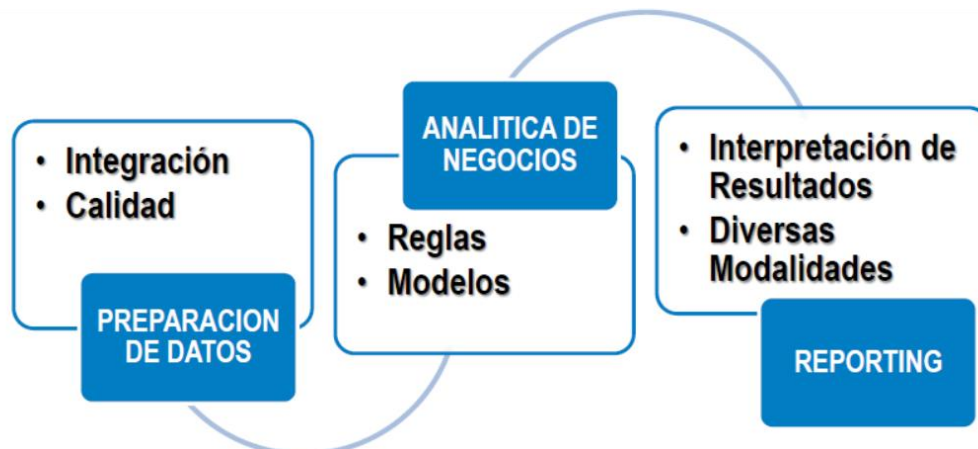 • Integración
• Calidad
PREPARACION
DE DATOS
ANALITICA DE
NEGOCIOS
• Reglas
• Modelos
• Interpretación de
Resultados
• Diversas
Modalidades
REPORTING